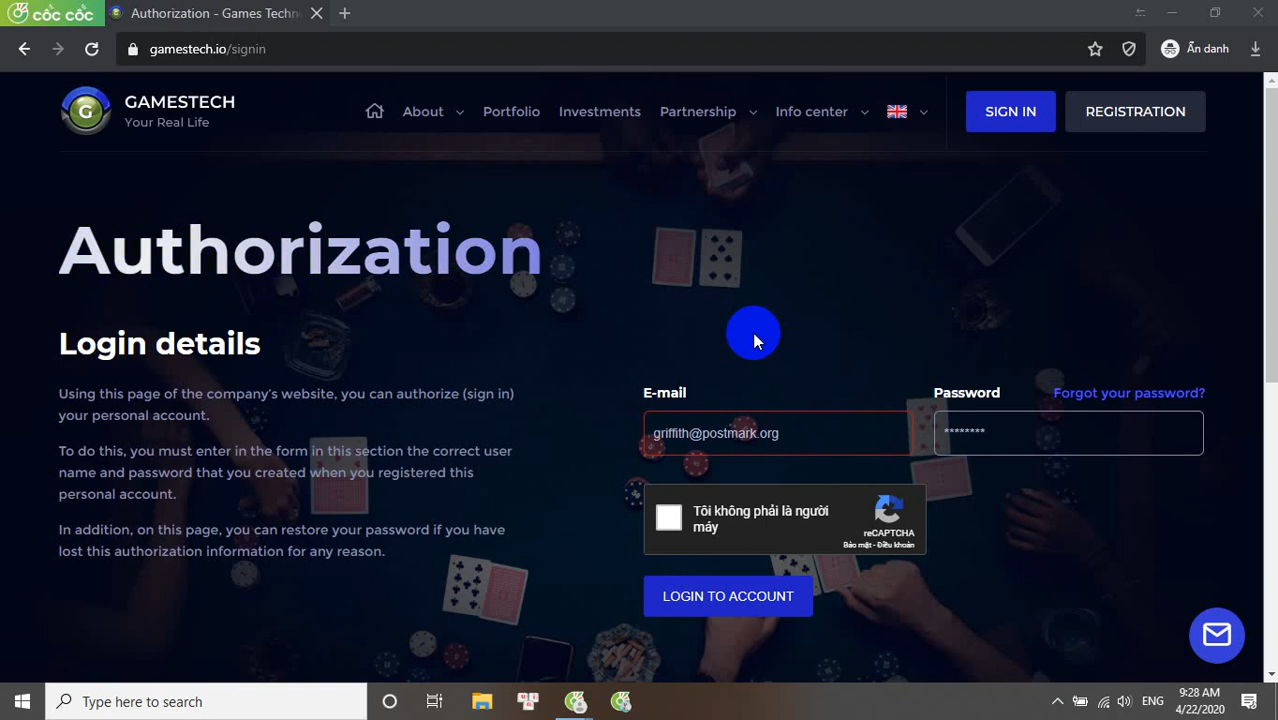 cốc cốc
Authorization - Games Techn
gamestech.io/signin
Ẩn danh
G
GAMESTECH
Your Real Life
About
Portfolio
Investments
Partnership
Info center
SIGN IN
REGISTRATION
Authorization
Login details
Using this page of the company's website, you can authorize (sign in)
your personal account.
To do this, you must enter in the form in this section the correct user
name and password that you created when you registered this
personal account.
In addition, on this page, you can restore your password if you have
lost this authorization information for any reason.
E-mail
griffith@postmark.org
Password
Forgot your password?
********
Tôi không phải là người
máy
reCAPTCHA
Bảo mật - Điều khoản
LOGIN TO ACCOUNT
Type here to search
ENG
9:28 AM
4/22/2020